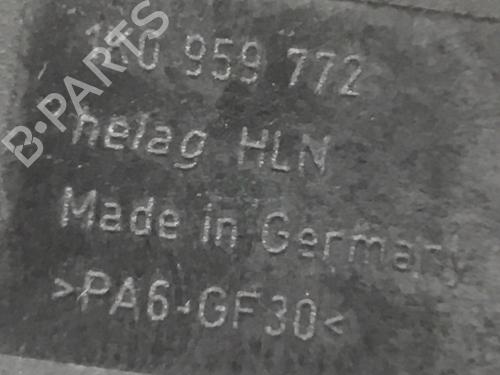 959 772
helag HLN
Made in Germany
>PA6-GF30<
B-PARTS